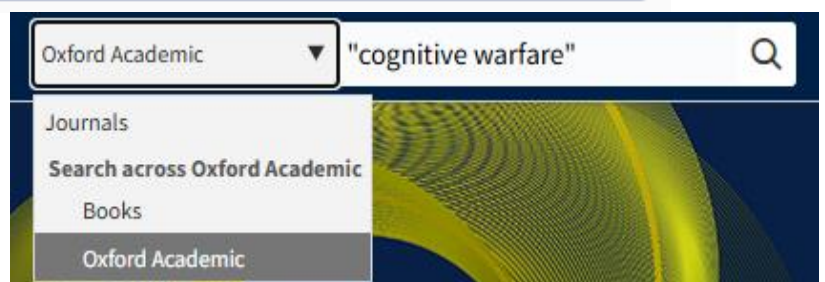 Oxford Academic ▼ "cognitive warfare"
Journals
Search across Oxford Academic
Books
Oxford Academic